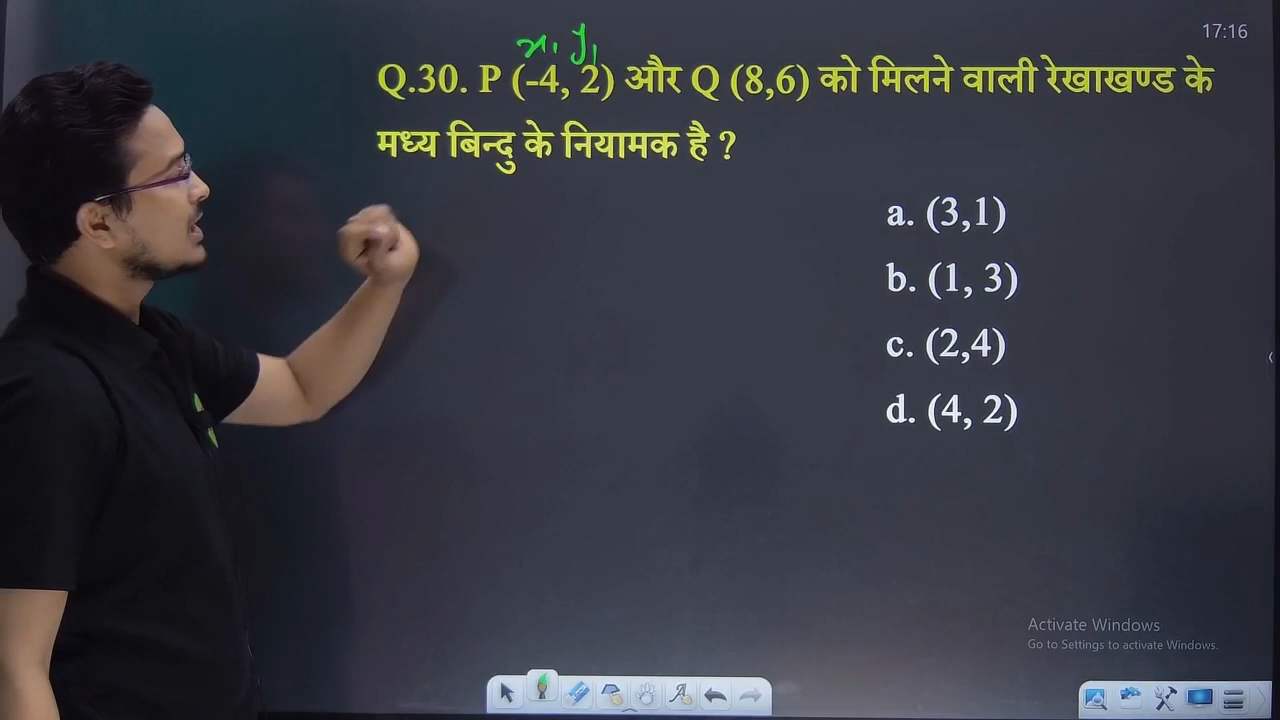 17:16
x₁ y₁
Q.30. P (-4, 2) और Q (8,6) को मिलने वाली रेखाखण्ड के
मध्य बिन्दु के नियामक है ?
a. (3,1)
b. (1, 3)
c. (2,4)
d. (4, 2)
Activate Windows
Go to Settings to activate Windows.